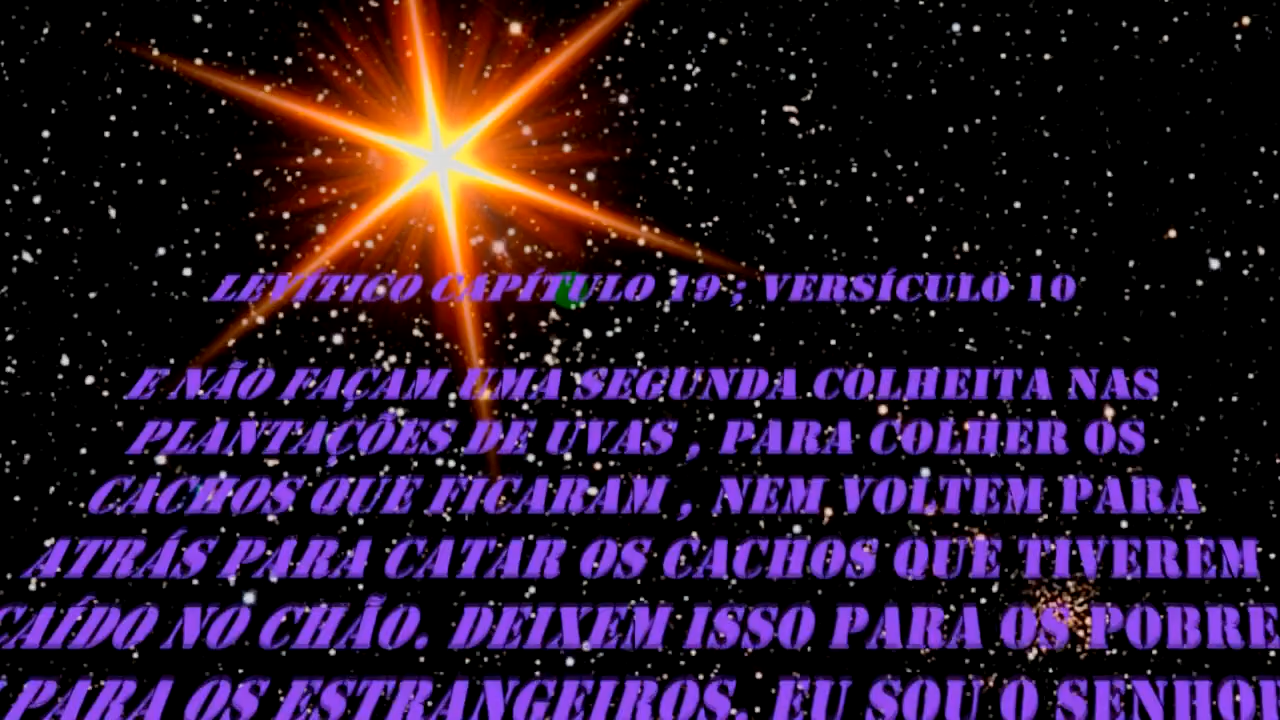 LEVÍTICO CAPÍTULO 19 ; VERSÍCULO 10
E NÃO FAÇAM UMA SEGUNDA COLHEITA NAS
PLANTAÇÕES DE UVAS , PARA COLHER OS
CACHOS QUE FICARAM , NEM VOLTEM PARA
ATRÁS PARA CATAR OS CACHOS QUE TIVEREM
CAÍDO NO CHÃO. DEIXEM ISSO PARA OS POBRE
PARA OS ESTRANGEIROS. EU SOU O SENHOR